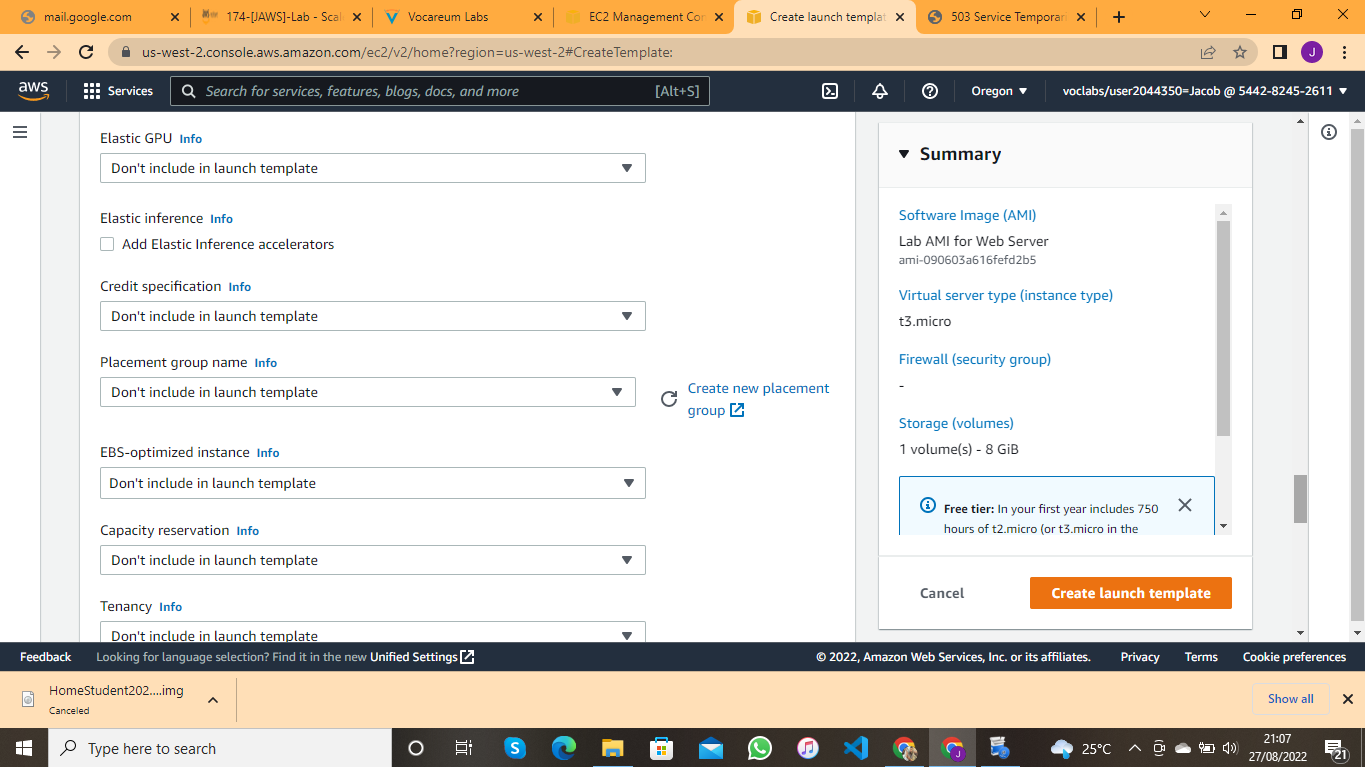 mail.google.com
174-[JAWS]-Lab - Scal
Vocareum Labs
EC2 Management Con
Create launch templat
503 Service Temporar
us-west-2.console.aws.amazon.com/ec2/v2/home?region=us-west-2#CreateTemplate:
J
aws
Services
Search for services, features, blogs, docs, and more
[Alt+S]
Oregon
voclabs/user2044350=Jacob @ 5442-8245-2611
Elastic GPU Info
Don't include in launch template
Elastic inference Info
Add Elastic Inference accelerators
Credit specification Info
Don't include in launch template
Placement group name Info
Don't include in launch template
Create new placement
group
EBS-optimized instance Info
Don't include in launch template
Capacity reservation Info
Don't include in launch template
Tenancy Info
Don't include in launch template
Summary
Software Image (AMI)
Lab AMI for Web Server
ami-090603a616fefd2b5
Virtual server type (instance type)
t3.micro
Firewall (security group)
-
Storage (volumes)
1 volume(s) - 8 GiB
Free tier: In your first year includes 750
hours of t2.micro (or t3.micro in the
Cancel
Create launch template
Feedback
Looking for language selection? Find it in the new Unified Settings
© 2022, Amazon Web Services, Inc. or its affiliates.
Privacy
Terms
Cookie preferences
HomeStudent202....img
Canceled
Show all
Type here to search
25°C
21:07
27/08/2022
21